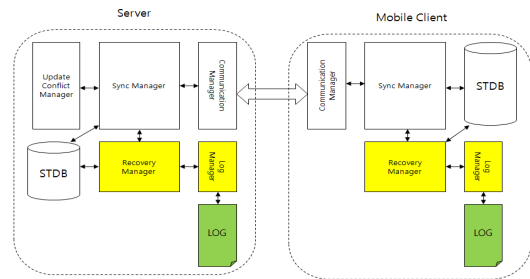 Server
Mobile Client
Update
Conflict
Manager
Sync Manager
Communication
Manager
STDB
Recovery
Manager
Log
Manager
LOG
Communication
Manager
Sync Manager
STDB
Recovery
Manager
Log
Manager
LOG